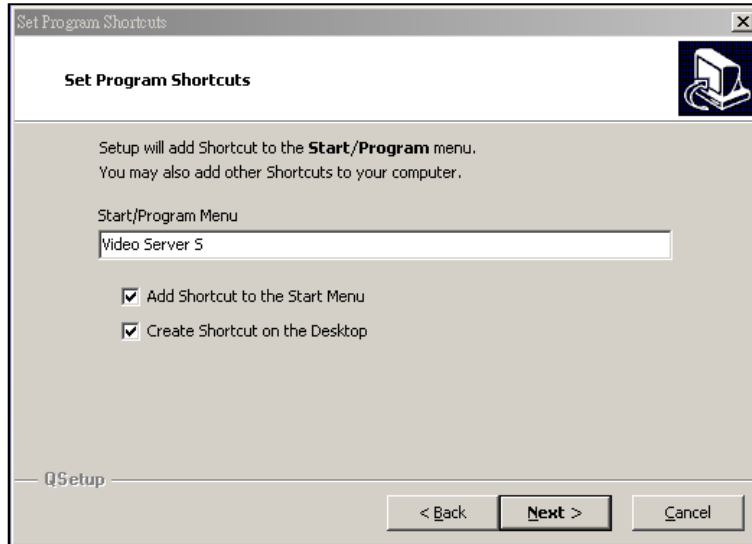 Set Program Shortcuts
Set Program Shortcuts
Setup will add Shortcut to the Start/Program menu.
You may also add other Shortcuts to your computer.
Start/Program Menu
Video Server S
Add Shortcut to the Start Menu
Create Shortcut on the Desktop
QSetup
< Back Next > Cancel